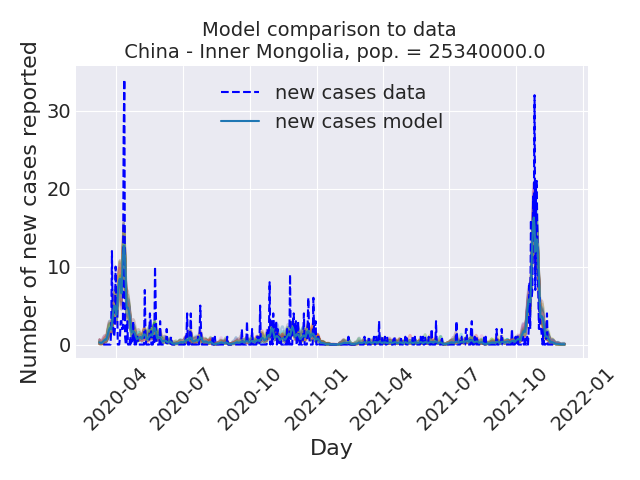 Model comparison to data
China - Inner Mongolia, pop. = 25340000.0
Number of new cases reported
30
20
10
0
new cases data
new cases model
2020-04
2020-07
2020-10
2021-01
2021-04
2021-07
2021-10
2022-01
Day